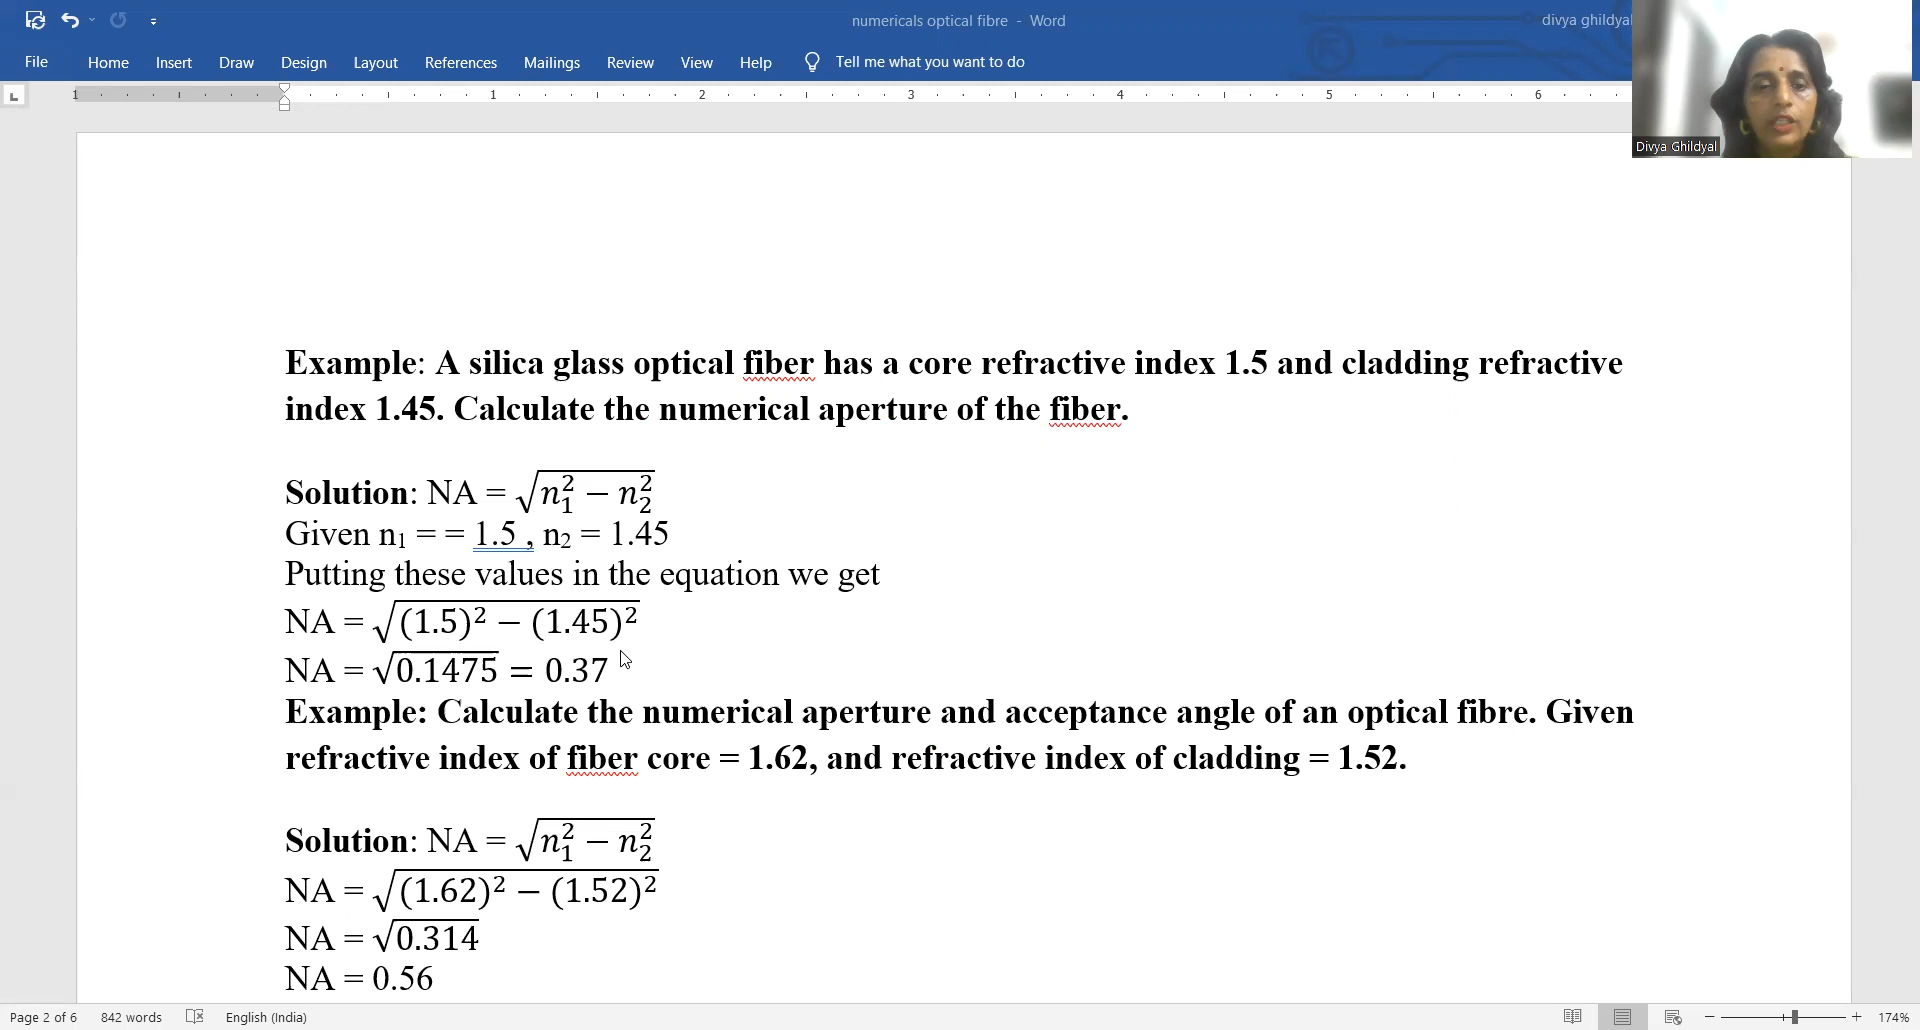 numericals optical fibre - Word
divya ghildyal
File Home Insert Draw Design Layout References Mailings Review View Help Tell me what you want to do
1 1 2 3 4 5 6
Divya Ghildyal
Example: A silica glass optical fiber has a core refractive index 1.5 and cladding refractive
index 1.45. Calculate the numerical aperture of the fiber.
Solution: NA = √(n₁² − n₂²)
Given n₁ = = 1.5 , n₂ = 1.45
Putting these values in the equation we get
NA = √((1.5)² − (1.45)²)
NA = √0.1475 = 0.37
Example: Calculate the numerical aperture and acceptance angle of an optical fibre. Given
refractive index of fiber core = 1.62, and refractive index of cladding = 1.52.
Solution: NA = √(n₁² − n₂²)
NA = √((1.62)² − (1.52)²)
NA = √0.314
NA = 0.56
Page 2 of 6 842 words English (India) 174%